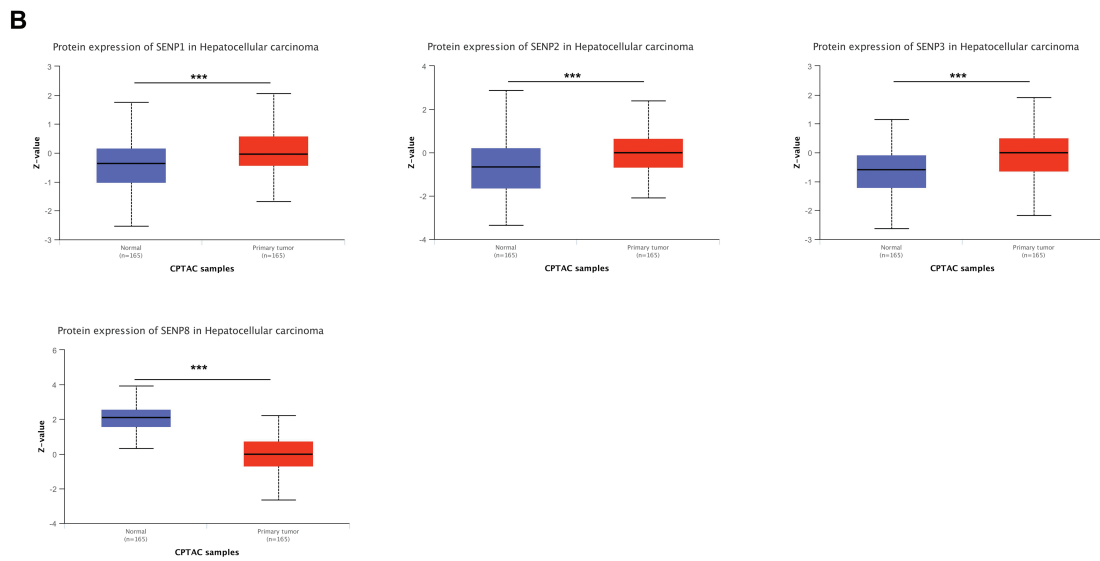 B
Protein expression of SENP1 in Hepatocellular carcinoma
3
2
1
0
-1
-2
-3
Z-value
***
Normal
(n=165)
Primary tumor
(n=165)
CPTAC samples
Protein expression of SENP2 in Hepatocellular carcinoma
4
2
0
-2
-4
Z-value
***
Normal
(n=165)
Primary tumor
(n=165)
CPTAC samples
Protein expression of SENP3 in Hepatocellular carcinoma
3
2
1
0
-1
-2
-3
Z-value
***
Normal
(n=165)
Primary tumor
(n=165)
CPTAC samples
Protein expression of SENP8 in Hepatocellular carcinoma
6
4
2
0
-2
-4
Z-value
***
Normal
(n=165)
Primary tumor
(n=165)
CPTAC samples